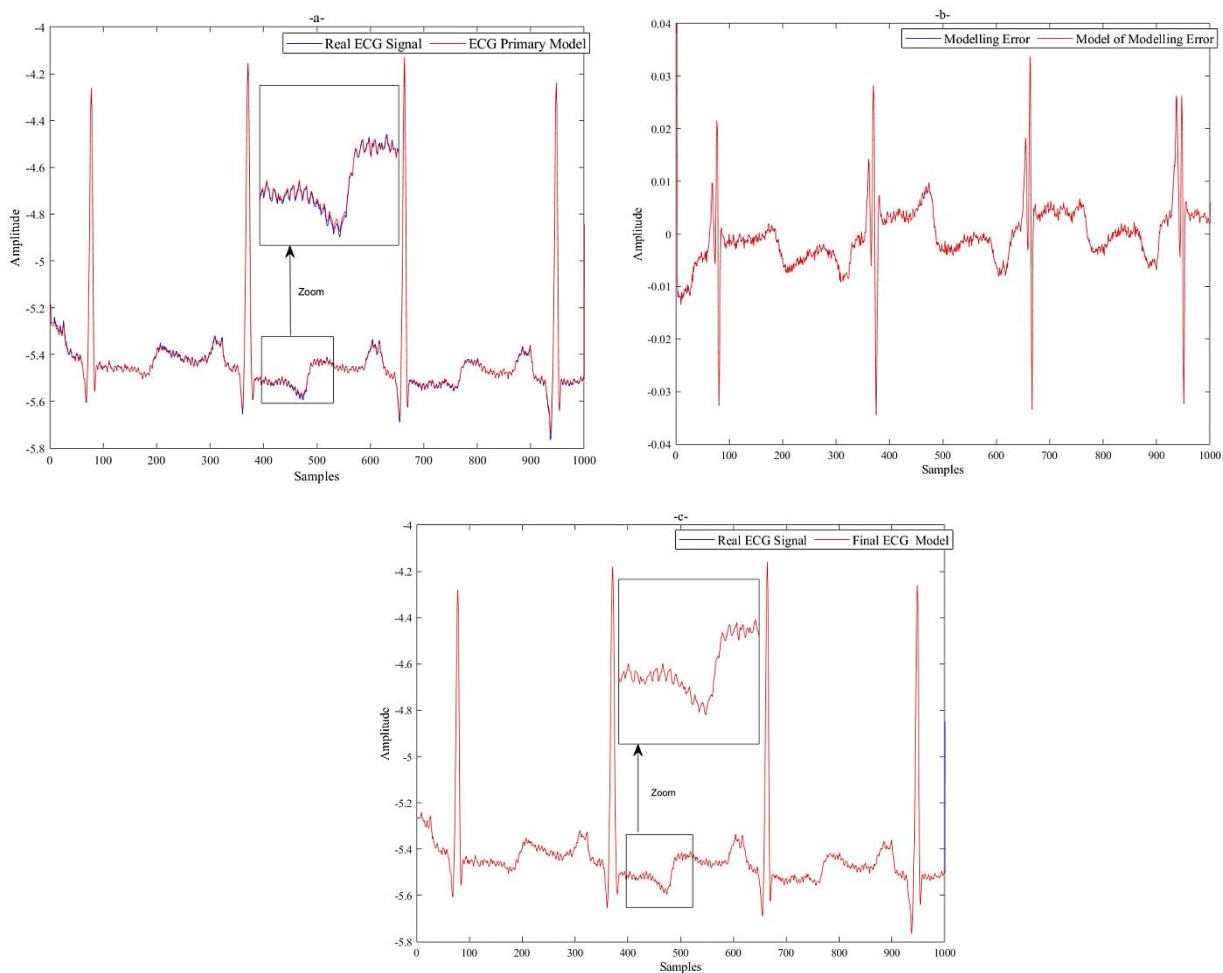 -a-
Real ECG Signal
ECG Primary Model
-4
-4.2
-4.4
-4.6
-4.8
-5
-5.2
-5.4
-5.6
-5.8
Amplitude
Zoom
0 100 200 300 400 500 600 700 800 900 1000
Samples
-b-
Modelling Error
Model of Modelling Error
0.04
0.03
0.02
0.01
0
-0.01
-0.02
-0.03
-0.04
Amplitude
0 100 200 300 400 500 600 700 800 900 1000
Samples
-c-
Real ECG Signal
Final ECG Model
-4
-4.2
-4.4
-4.6
-4.8
-5
-5.2
-5.4
-5.6
-5.8
Amplitude
Zoom
0 100 200 300 400 500 600 700 800 900 1000
Samples